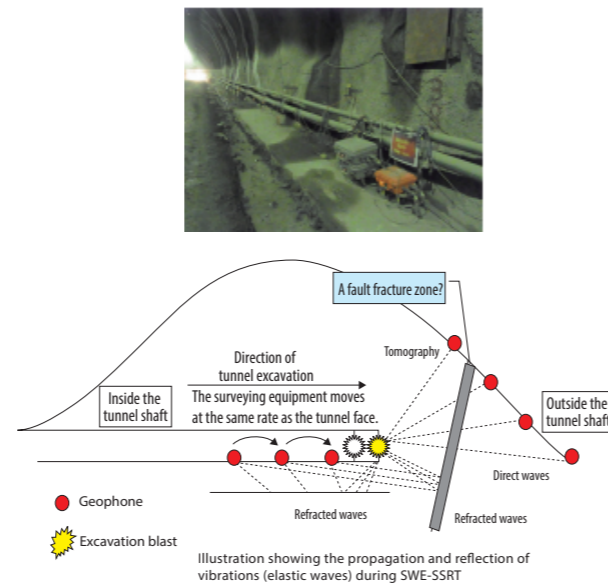 A fault fracture zone?
Tomography
Direction of
tunnel excavation
Inside the
tunnel shaft
The surveying equipment moves
at the same rate as the tunnel face.
Outside the
tunnel shaft
Direct waves
Geophone
Refracted waves
Refracted waves
Excavation blast
Illustration showing the propagation and reflection of
vibrations (elastic waves) during SWE-SSRT